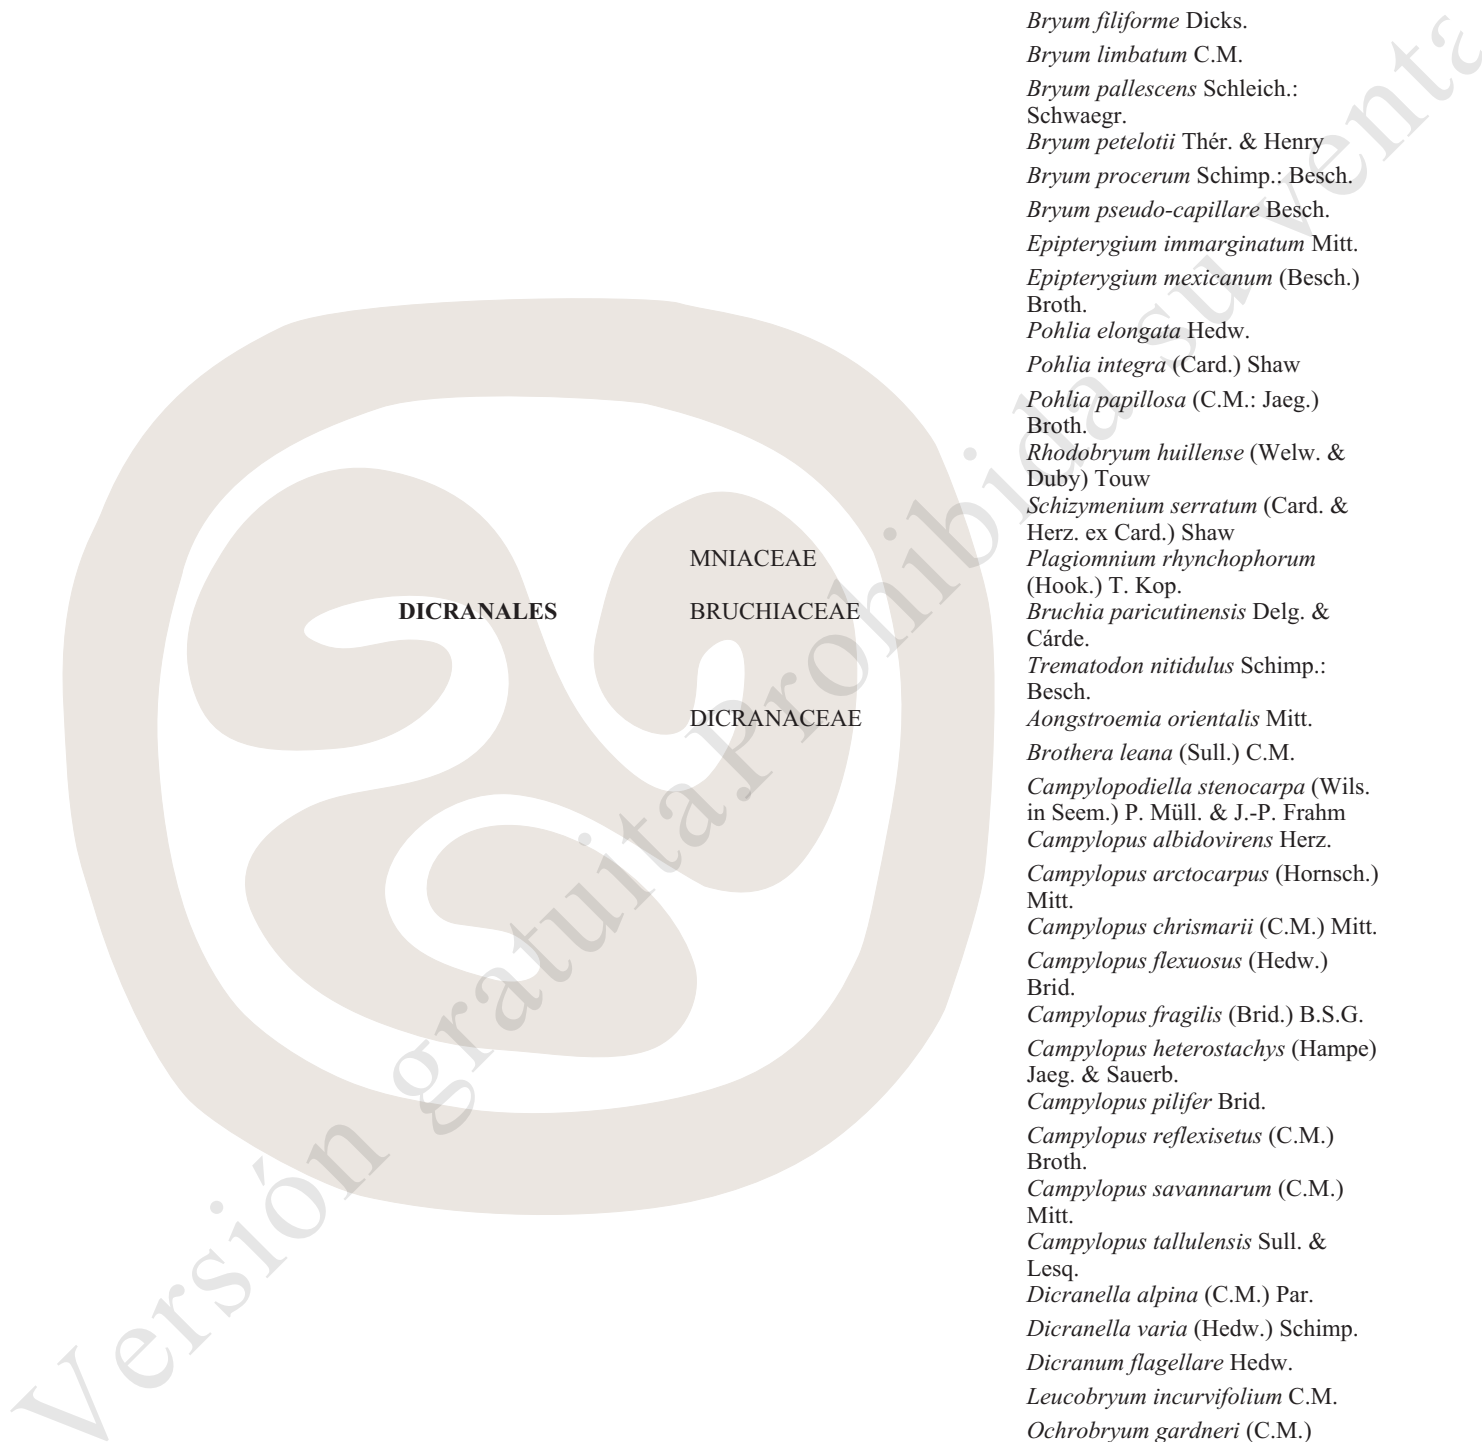 Bryum filiforme Dicks.
Bryum limbatum C.M.
Bryum pallescens Schleich.:
Schwaegr.
Bryum petelotii Thér. & Henry
Bryum procerum Schimp.: Besch.
Bryum pseudo-capillare Besch.
Epipterygium immarginatum Mitt.
Epipterygium mexicanum (Besch.)
Broth.
Pohlia elongata Hedw.
Pohlia integra (Card.) Shaw
Pohlia papillosa (C.M.: Jaeg.)
Broth.
Rhodobryum huillense (Welw. &
Duby) Touw
Schizymenium serratum (Card. &
Herz. ex Card.) Shaw
MNIACEAE Plagiomnium rhynchophorum
(Hook.) T. Kop.
DICRANALES BRUCHIACEAE Bruchia paricutinensis Delg. &
Cárde.
Trematodon nitidulus Schimp.:
Besch.
DICRANACEAE Aongstroemia orientalis Mitt.
Brothera leana (Sull.) C.M.
Campylopodiella stenocarpa (Wils.
in Seem.) P. Müll. & J.-P. Frahm
Campylopus albidovirens Herz.
Campylopus arctocarpus (Hornsch.)
Mitt.
Campylopus chrismarii (C.M.) Mitt.
Campylopus flexuosus (Hedw.)
Brid.
Campylopus fragilis (Brid.) B.S.G.
Campylopus heterostachys (Hampe)
Jaeg. & Sauerb.
Campylopus pilifer Brid.
Campylopus reflexisetus (C.M.)
Broth.
Campylopus savannarum (C.M.)
Mitt.
Campylopus tallulensis Sull. &
Lesq.
Dicranella alpina (C.M.) Par.
Dicranella varia (Hedw.) Schimp.
Dicranum flagellare Hedw.
Leucobryum incurvifolium C.M.
Ochrobryum gardneri (C.M.)
Versión gratuita. Prohibida su venta